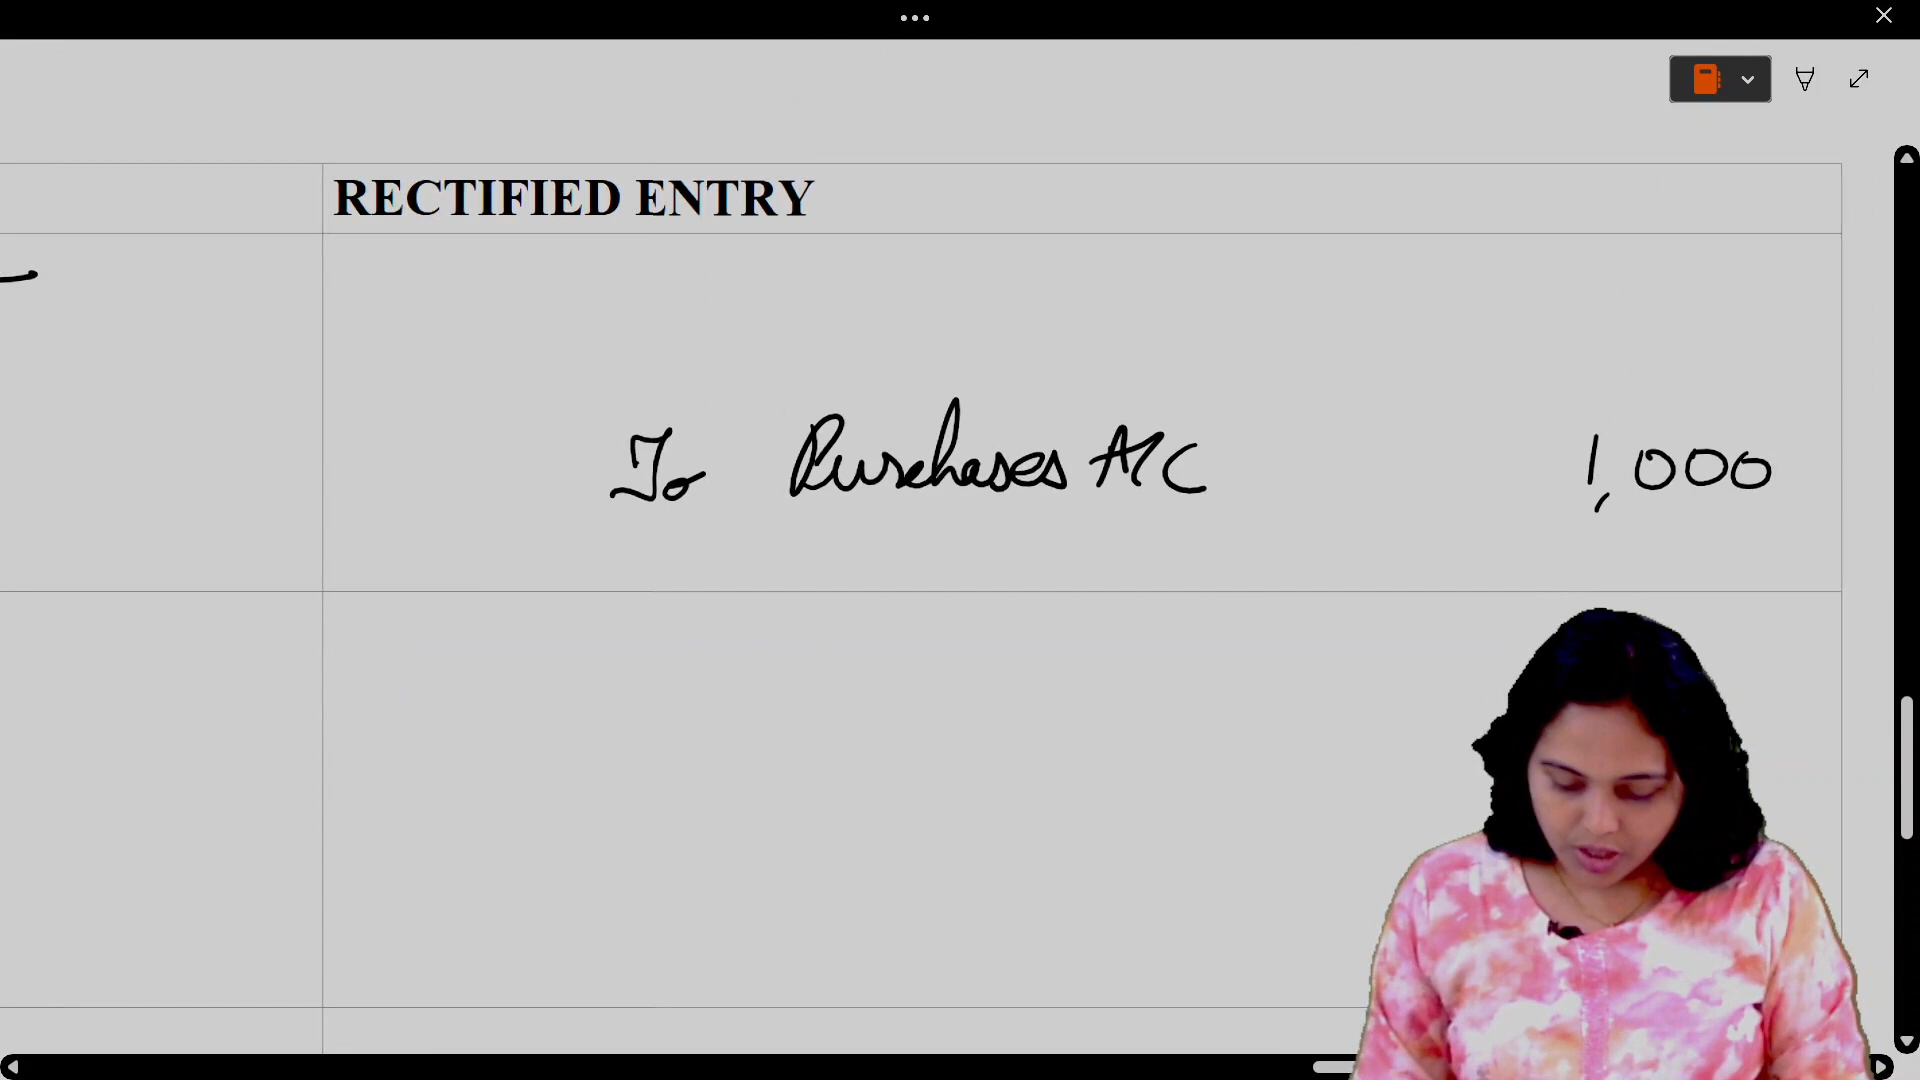 RECTIFIED ENTRY
To Purchases A/C 1,000